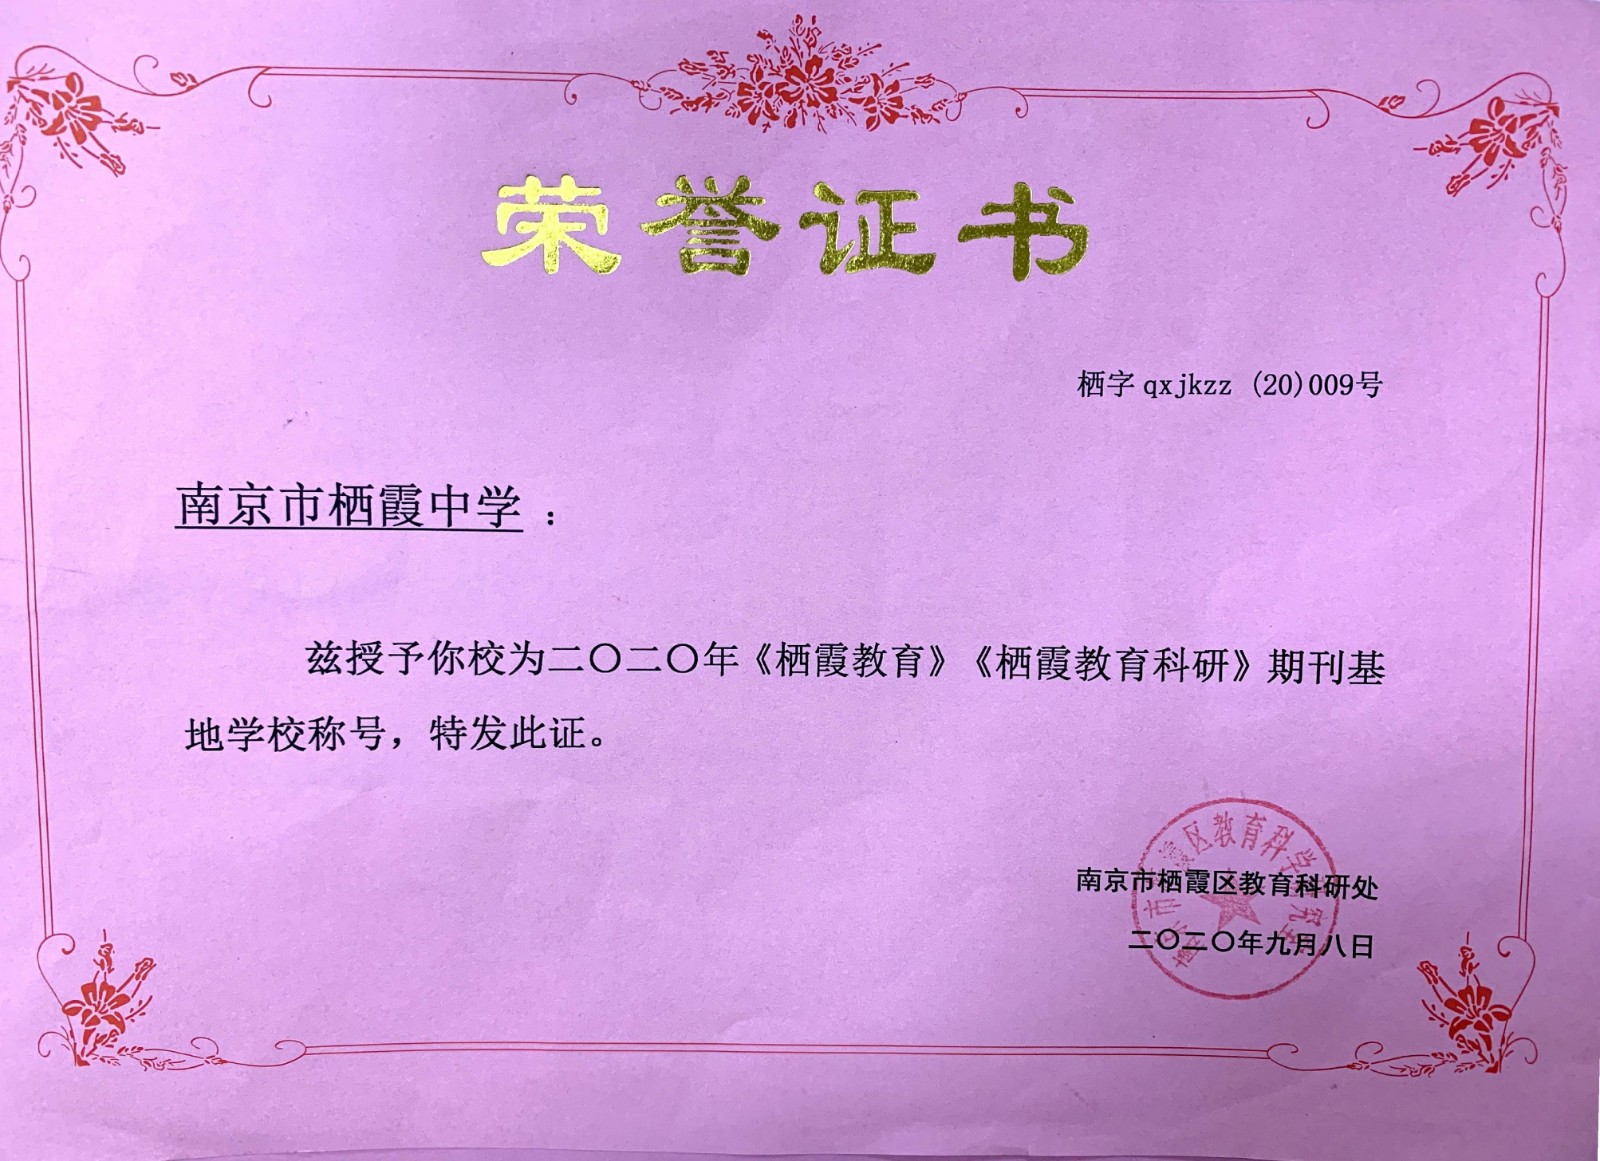 荣誉证书
栖字 qxjkzz (20)009号
南京市栖霞中学：
兹授予你校为二〇二〇年《栖霞教育》《栖霞教育科研》期刊基
地学校称号，特发此证。
南京市栖霞区教育科研处
二〇二〇年九月八日